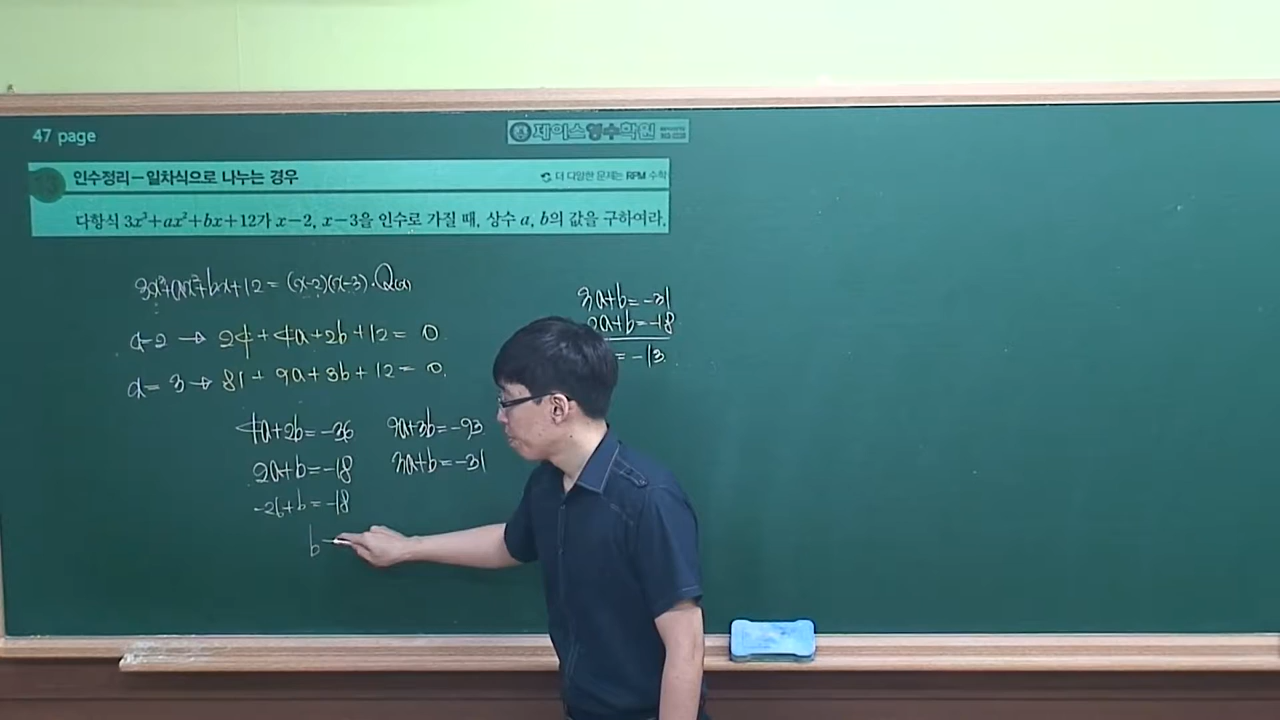 47 page
제이스영수학원
인수정리-일차식으로 나누는 경우
더 다양한 문제는 RPM 수학
다항식 3x³+ax²+bx+12가 x-2, x-3을 인수로 가질 때, 상수 a, b의 값을 구하여라.
3x³+ax²+bx+12=(x-2)(x-3)·Q(x)
x=2 → 24+4a+2b+12= 0
x=3 → 81+9a+3b+12=0.
4a+2b=-36
2a+b=-18
-26+b=-18
b=
9a+3b=-93
3a+b=-31
3a+b=-31
2a+b=-18
=-13.